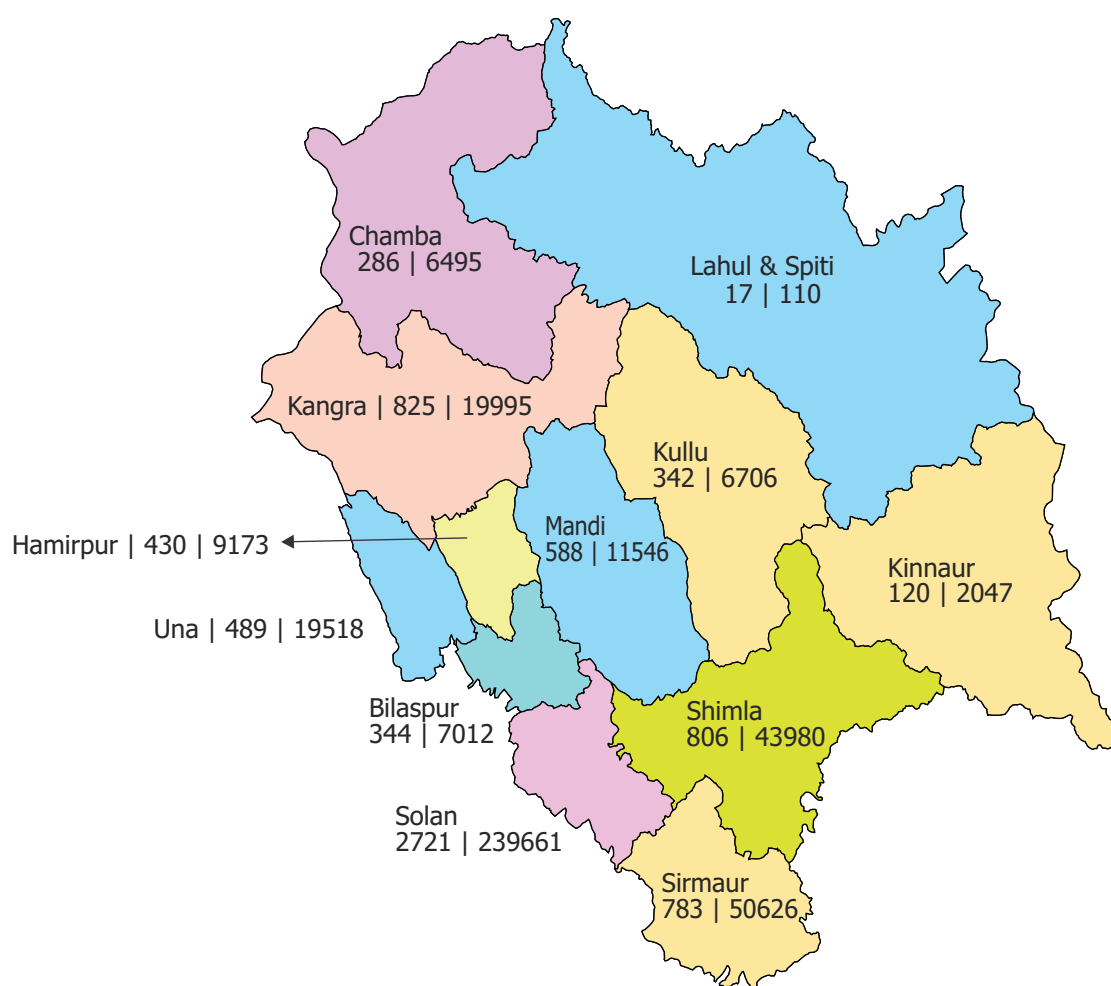 Chamba
286 | 6495
Lahul & Spiti
17 | 110
Kangra | 825 | 19995
Kullu
342 | 6706
Mandi
588 | 11546
Hamirpur | 430 | 9173
Kinnaur
120 | 2047
Una | 489 | 19518
Bilaspur
344 | 7012
Shimla
806 | 43980
Solan
2721 | 239661
Sirmaur
783 | 50626